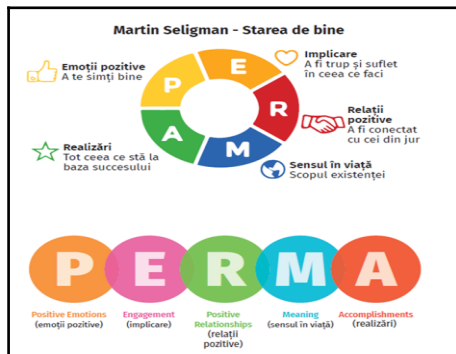 Martin Seligman - Starea de bine
Emoții pozitive
A te simți bine
Implicare
A fi trup și suflet
în ceea ce faci
P
E
R
M
A
Relații
pozitive
A fi conectat
cu cei din jur
Realizări
Tot ceea ce stă la
baza succesului
Sensul în viață
Scopul existenței
P E R M A
Positive Emotions
(emoții pozitive)
Engagement
(implicare)
Positive
Relationships
(relații
pozitive)
Meaning
(sensul în viață)
Accomplishments
(realizări)